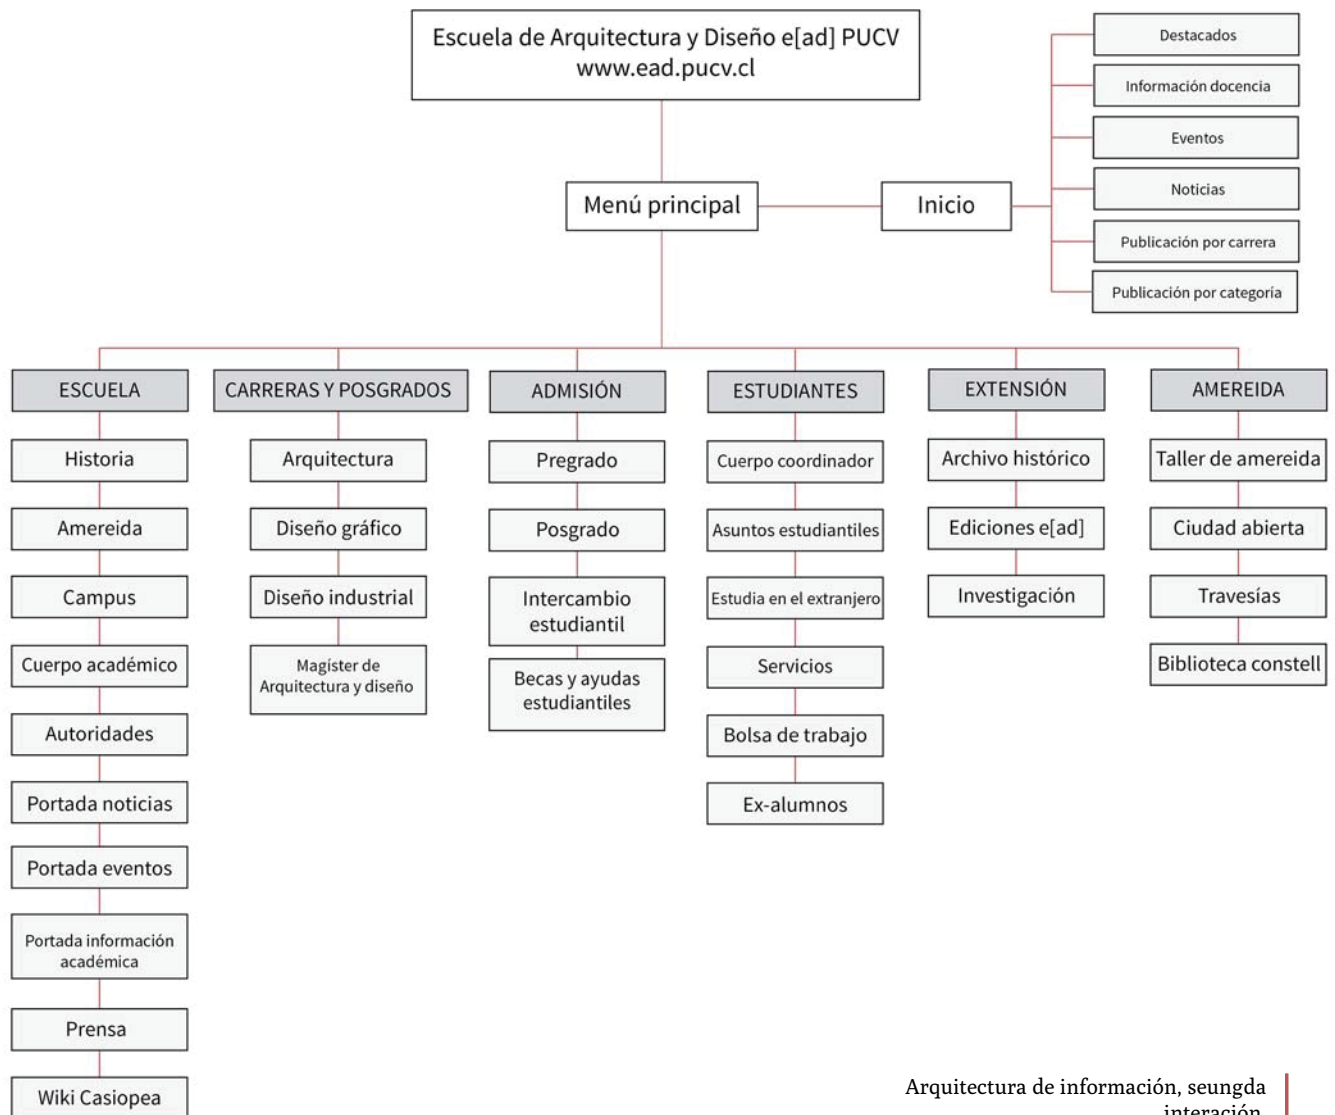 Escuela de Arquitectura y Diseño e[ad] PUCV
www.ead.pucv.cl
Destacados
Información docencia
Eventos
Noticias
Publicación por carrera
Publicación por categoría
Menú principal
Inicio
ESCUELA
Historia
Amereida
Campus
Cuerpo académico
Autoridades
Portada noticias
Portada eventos
Portada información
académica
Prensa
Wiki Casiopea
CARRERAS Y POSGRADOS
Arquitectura
Diseño gráfico
Diseño industrial
Magíster de
Arquitectura y diseño
ADMISIÓN
Pregrado
Posgrado
Intercambio
estudiantil
Becas y ayudas
estudiantiles
ESTUDIANTES
Cuerpo coordinador
Asuntos estudiantiles
Estudia en el extranjero
Servicios
Bolsa de trabajo
Ex-alumnos
EXTENSIÓN
Archivo histórico
Ediciones e[ad]
Investigación
AMEREIDA
Taller de amereida
Ciudad abierta
Travesías
Biblioteca constell
Arquitectura de información, seungda
interación